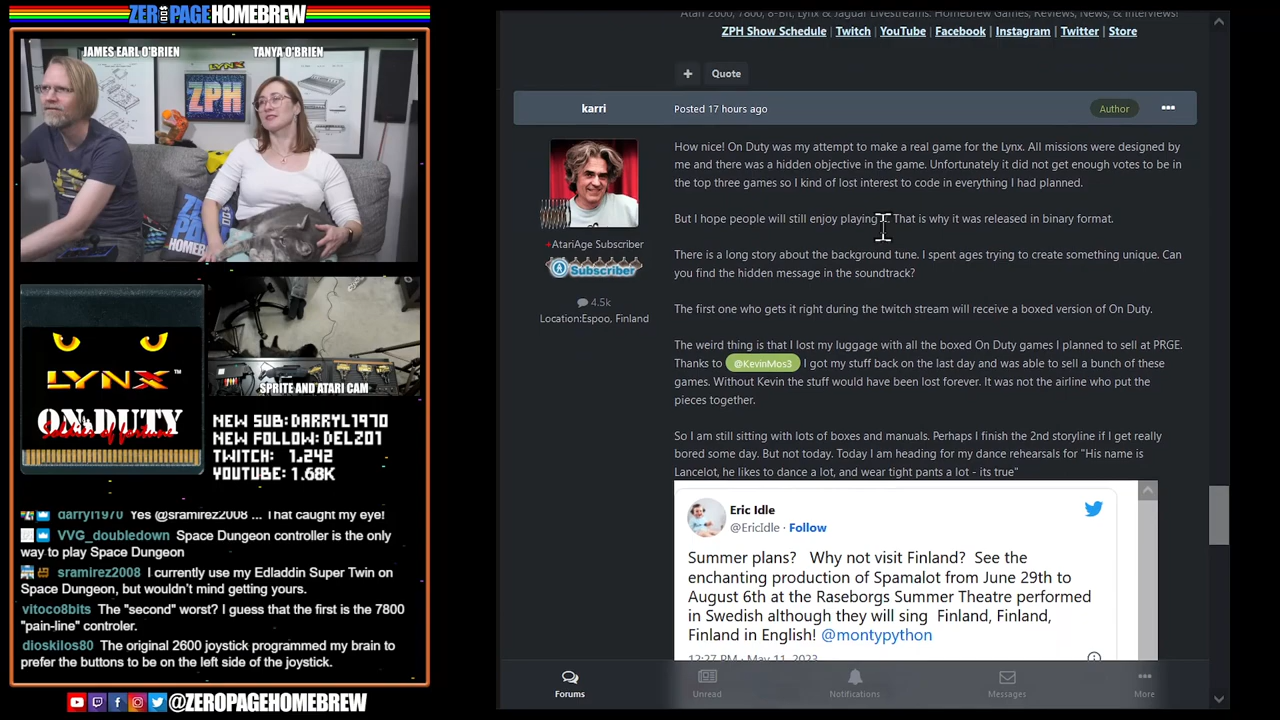 ZERO PAGE HOMEBREW
JAMES EARL O'BRIEN
TANYA O'BRIEN
LYNX
ZPH
LYNX™
ON DUTY
Soldier of fortune
SPRITE AND ATARI CAM
NEW SUB:DARRYL1970
NEW FOLLOW:DELZ01
TWITCH: 1,242
YOUTUBE: 1.68K
darryl1970 Yes @sramirez2008 ... That caught my eye!
VVG_doubledown Space Dungeon controller is the only
way to play Space Dungeon
sramirez2008 I currently use my Edladdin Super Twin on
Space Dungeon, but wouldn't mind getting yours.
vitoco8bits The "second" worst? I guess that the first is the 7800
"pain-line" controler.
dioskilos80 The original 2600 joystick programmed my brain to
prefer the buttons to be on the left side of the joystick.
@ZEROPAGEHOMEBREW
Atari 2600, 7800, 8-Bit, Lynx & Jaguar Livestreams: Homebrew Games, Reviews, News, & Interviews!
ZPH Show Schedule | Twitch | YouTube | Facebook | Instagram | Twitter | Store
+ Quote
karri
Posted 17 hours ago
Author
+AtariAge Subscriber
Subscriber
4.5k
Location:Espoo, Finland
How nice! On Duty was my attempt to make a real game for the Lynx. All missions were designed by
me and there was a hidden objective in the game. Unfortunately it did not get enough votes to be in
the top three games so I kind of lost interest to code in everything I had planned.
But I hope people will still enjoy playing That is why it was released in binary format.
There is a long story about the background tune. I spent ages trying to create something unique. Can
you find the hidden message in the soundtrack?
The first one who gets it right during the twitch stream will receive a boxed version of On Duty.
The weird thing is that I lost my luggage with all the boxed On Duty games I planned to sell at PRGE.
Thanks to @KevinMos3 I got my stuff back on the last day and was able to sell a bunch of these
games. Without Kevin the stuff would have been lost forever. It was not the airline who put the
pieces together.
So I am still sitting with lots of boxes and manuals. Perhaps I finish the 2nd storyline if I get really
bored some day. But not today. Today I am heading for my dance rehearsals for "His name is
Lancelot, he likes to dance a lot, and wear tight pants a lot - its true"
Eric Idle
@EricIdle · Follow
Summer plans? Why not visit Finland? See the
enchanting production of Spamalot from June 29th to
August 6th at the Raseborgs Summer Theatre performed
in Swedish although they will sing Finland, Finland,
Finland in English! @montypython
12:27 PM · May 11, 2023
Forums
Unread
Notifications
Messages
More